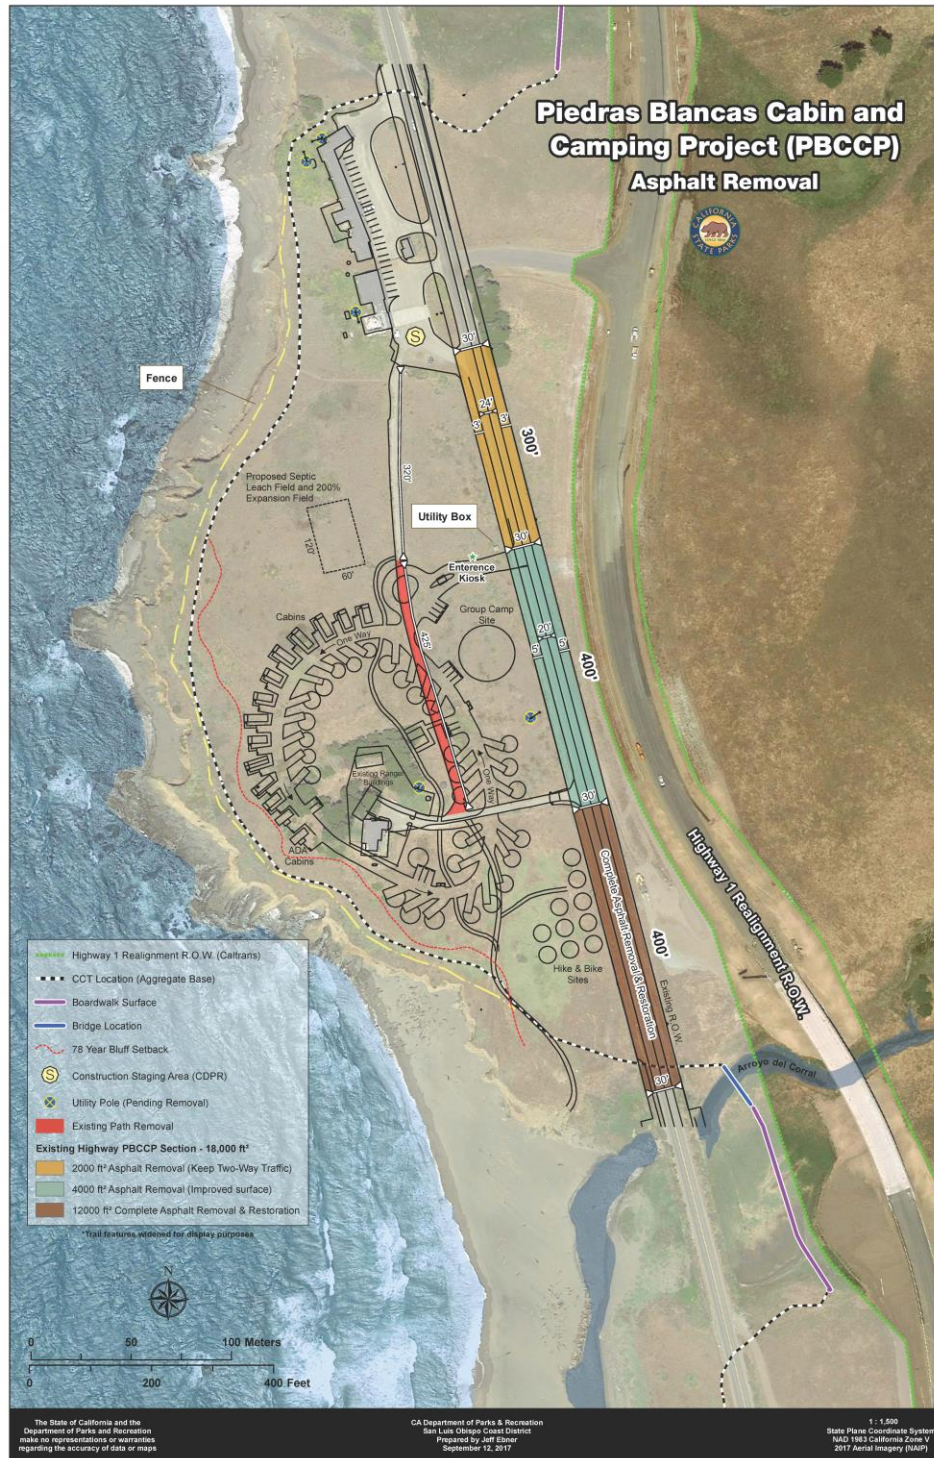 Piedras Blancas Cabin and
Camping Project (PBCCP)
Asphalt Removal
CALIFORNIA
STATE PARKS
S
30'
Fence
24'
3'
3'
300'
320'
Proposed Septic
Leach Field and 200%
Expansion Field
Utility Box
120'
60'
30'
Enterence
Kiosk
Group Camp
Site
Cabins
One Way
425'
20'
5'
5'
400'
Existing Ranger
Buildings
One Way
30'
ADA
Cabins
Complete Asphalt Removal & Restoration
400'
Highway 1 Realignment R.O.W.
Hike & Bike
Sites
Existing R.O.W
Arroyo del Corral
30'
Highway 1 Realignment R.O.W. (Caltrans)
CCT Location (Aggregate Base)
Boardwalk Surface
Bridge Location
78 Year Bluff Setback
S Construction Staging Area (CDPR)
Utility Pole (Pending Removal)
Existing Path Removal
Existing Highway PBCCP Section - 18,000 ft²
2000 ft² Asphalt Removal (Keep Two-Way Traffic)
4000 ft² Asphalt Removal (Improved surface)
12000 ft² Complete Asphalt Removal & Restoration
*Trail features widened for display purposes
N
0 50 100 Meters
0 200 400 Feet
The State of California and the
Department of Parks and Recreation
make no representations or warranties
regarding the accuracy of data or maps
CA Department of Parks & Recreation
San Luis Obispo Coast District
Prepared by Jeff Ebner
September 12, 2017
1 : 1,500
State Plane Coordinate System
NAD 1983 California Zone V
2017 Aerial Imagery (NAIP)